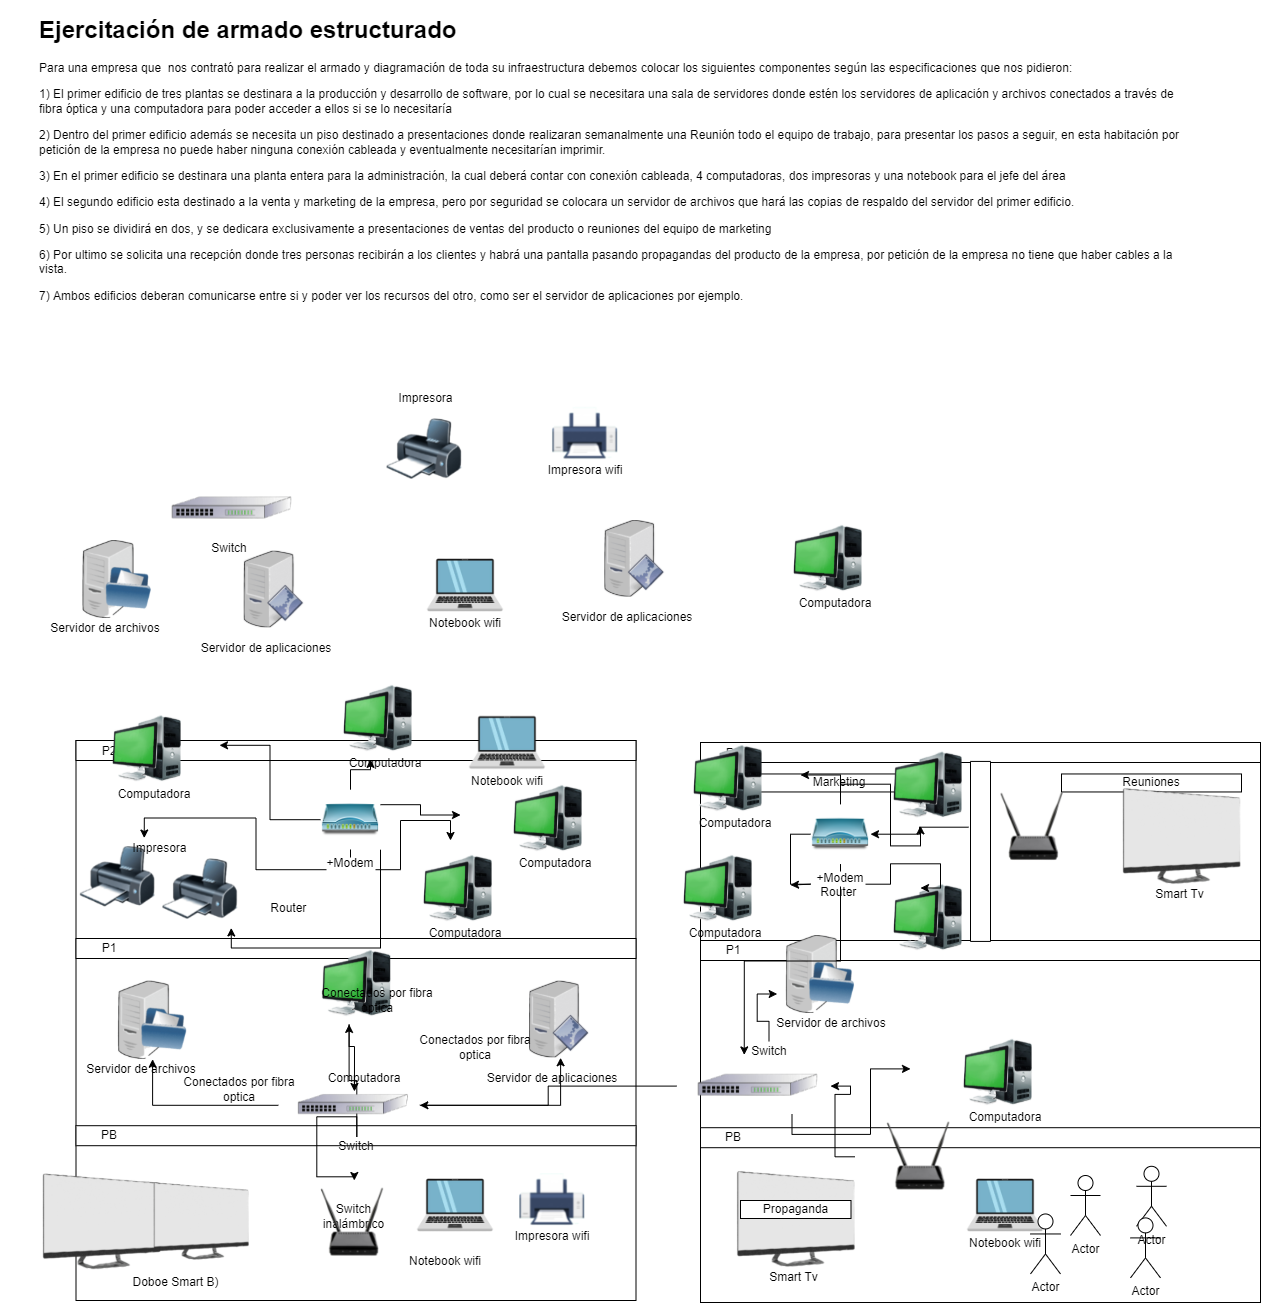 Ejercitación de armado estructurado
Para una empresa que  nos contrató para realizar el armado y diagramación de toda su infraestructura debemos colocar los siguientes componentes según las especificaciones que nos pidieron:
1) El primer edificio de tres plantas se destinara a la producción y desarrollo de software, por lo cual se necesitara una sala de servidores donde estén los servidores de aplicación y archivos conectados a través de
fibra óptica y una computadora para poder acceder a ellos si se lo necesitaría
2) Dentro del primer edificio además se necesita un piso destinado a presentaciones donde realizaran semanalmente una Reunión todo el equipo de trabajo, para presentar los pasos a seguir, en esta habitación por
petición de la empresa no puede haber ninguna conexión cableada y eventualmente necesitarían imprimir.
3) En el primer edificio se destinara una planta entera para la administración, la cual deberá contar con conexión cableada, 4 computadoras, dos impresoras y una notebook para el jefe del área
4) El segundo edificio esta destinado a la venta y marketing de la empresa, pero por seguridad se colocara un servidor de archivos que hará las copias de respaldo del servidor del primer edificio.
5) Un piso se dividirá en dos, y se dedicara exclusivamente a presentaciones de ventas del producto o reuniones del equipo de marketing
6) Por ultimo se solicita una recepción donde tres personas recibirán a los clientes y habrá una pantalla pasando propagandas del producto de la empresa, por petición de la empresa no tiene que haber cables a la
vista.
7) Ambos edificios deberan comunicarse entre si y poder ver los recursos del otro, como ser el servidor de aplicaciones por ejemplo.
Impresora
Impresora wifi
Switch
Servidor de archivos
Servidor de aplicaciones
Notebook wifi
Servidor de aplicaciones
Computadora
P2
Computadora
Computadora
Notebook wifi
Impresora
+Modem
Computadora
Router
Computadora
P1
Conectados por fibra
optica
Conectados por fibra
optica
Servidor de archivos
Conectados por fibra
optica
Computadora
Servidor de aplicaciones
PB
Switch
Switch
inalámbrico
Notebook wifi
Impresora wifi
Doboe Smart B)
Marketing
Reuniones
Computadora
+Modem
Router
Smart Tv
Computadora
P1
Servidor de archivos
Switch
Computadora
PB
Propaganda
Smart Tv
Notebook wifi
Actor
Actor
Actor
Actor